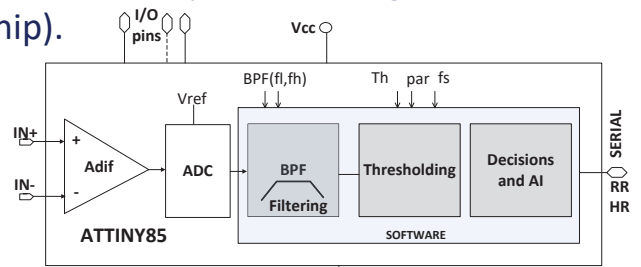 hip).
I/O
pins
Vcc
BPF(fl,fh)
Th par fs
Vref
IN+
+
Adif
IN-
-
ADC
BPF
Filtering
Thresholding
Decisions
and AI
SERIAL
RR
HR
ATTINY85
SOFTWARE